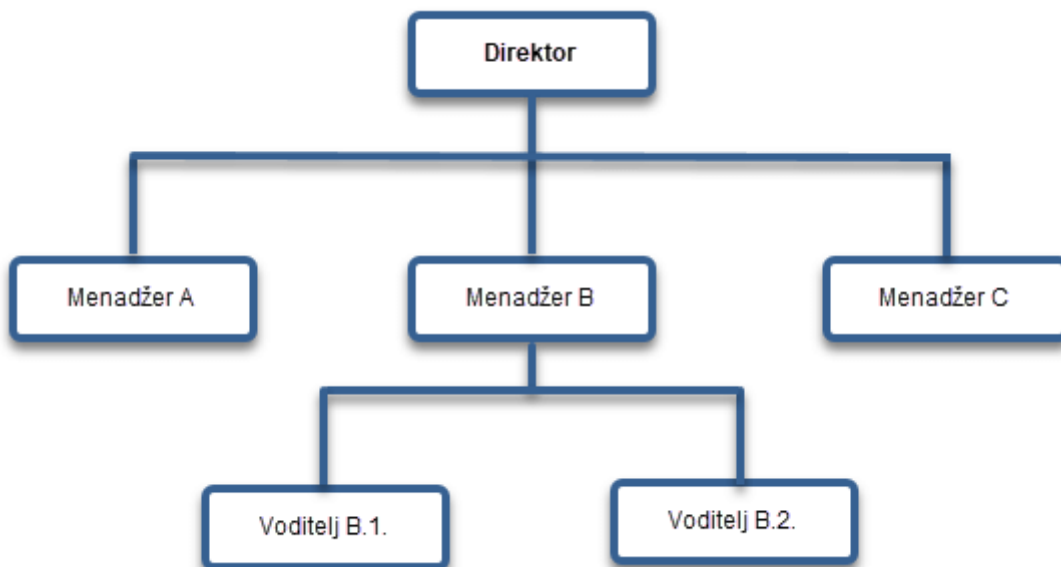 Direktor
Menadžer A
Menadžer B
Menadžer C
Voditelj B.1.
Voditelj B.2.